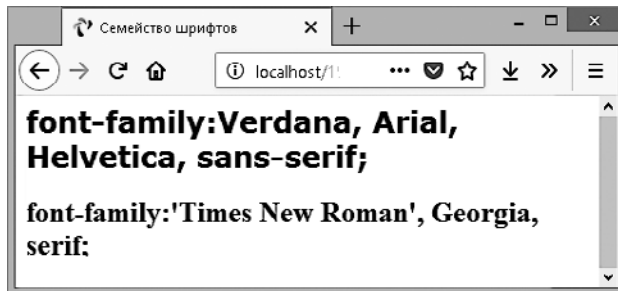 Семейство шрифтов
localhost/1
font-family:Verdana, Arial,
Helvetica, sans-serif;
font-family:'Times New Roman', Georgia,
serif;